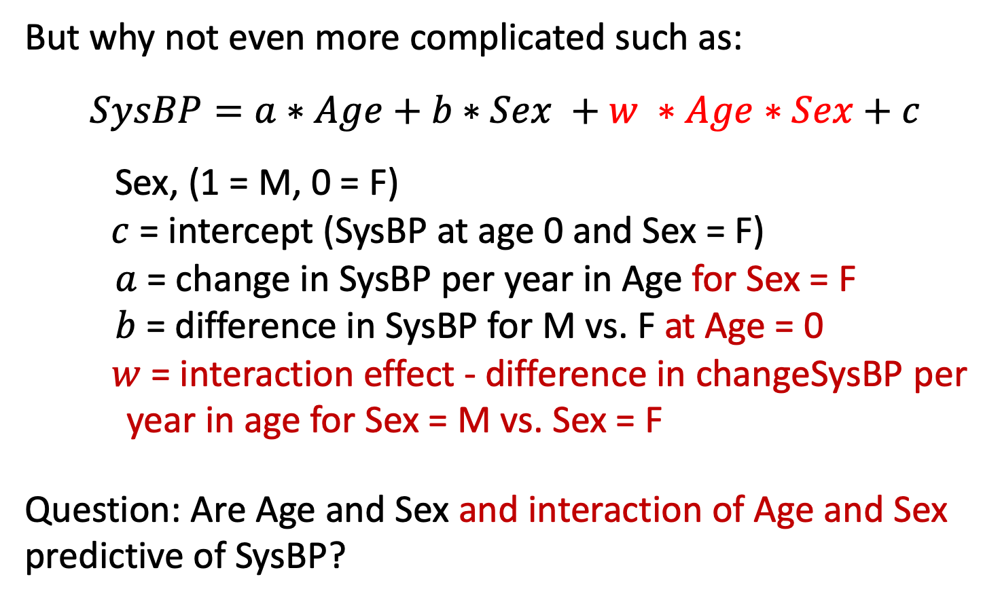 But why not even more complicated such as:
SysBP = a * Age + b * Sex + w * Age * Sex + c
Sex, (1 = M, 0 = F)
c = intercept (SysBP at age 0 and Sex = F)
a = change in SysBP per year in Age for Sex = F
b = difference in SysBP for M vs. F at Age = 0
w = interaction effect - difference in changeSysBP per
year in age for Sex = M vs. Sex = F
Question: Are Age and Sex and interaction of Age and Sex
predictive of SysBP?